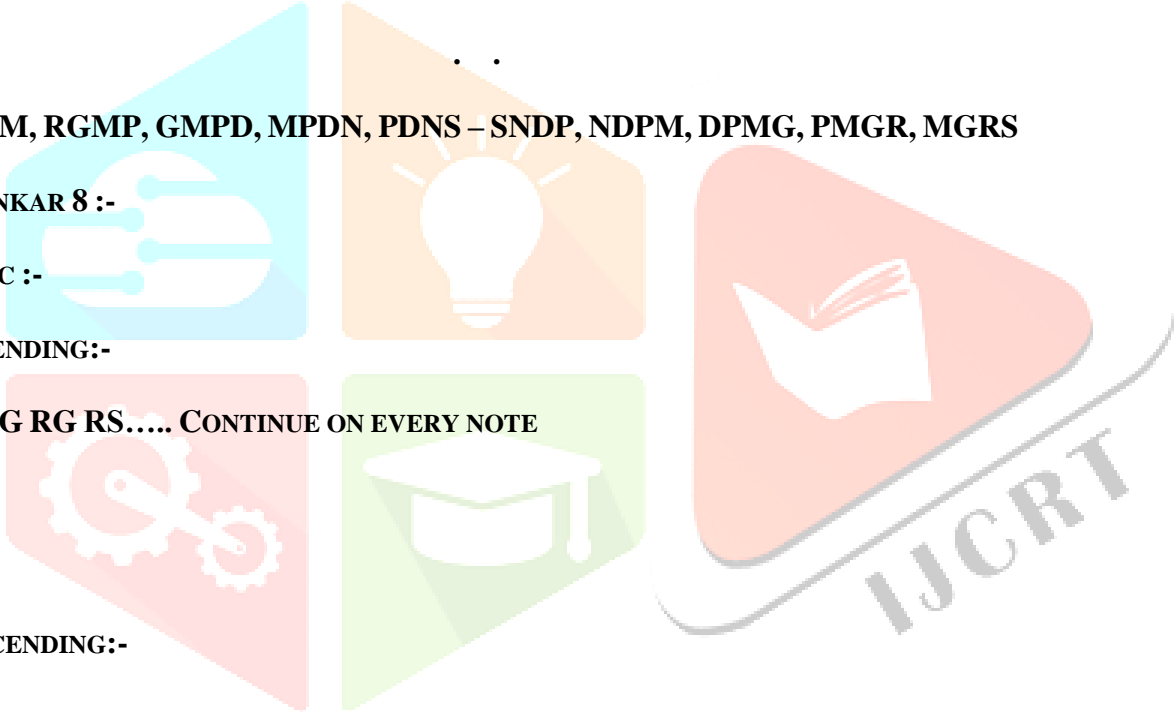 . .
M, RGMP, GMPD, MPDN, PDNS – SNDP, NDPM, DPMG, PMGR, MGRS
NKAR 8 :-
C :-
ENDING:-
G RG RS….. CONTINUE ON EVERY NOTE
CENDING:-
IJCRT